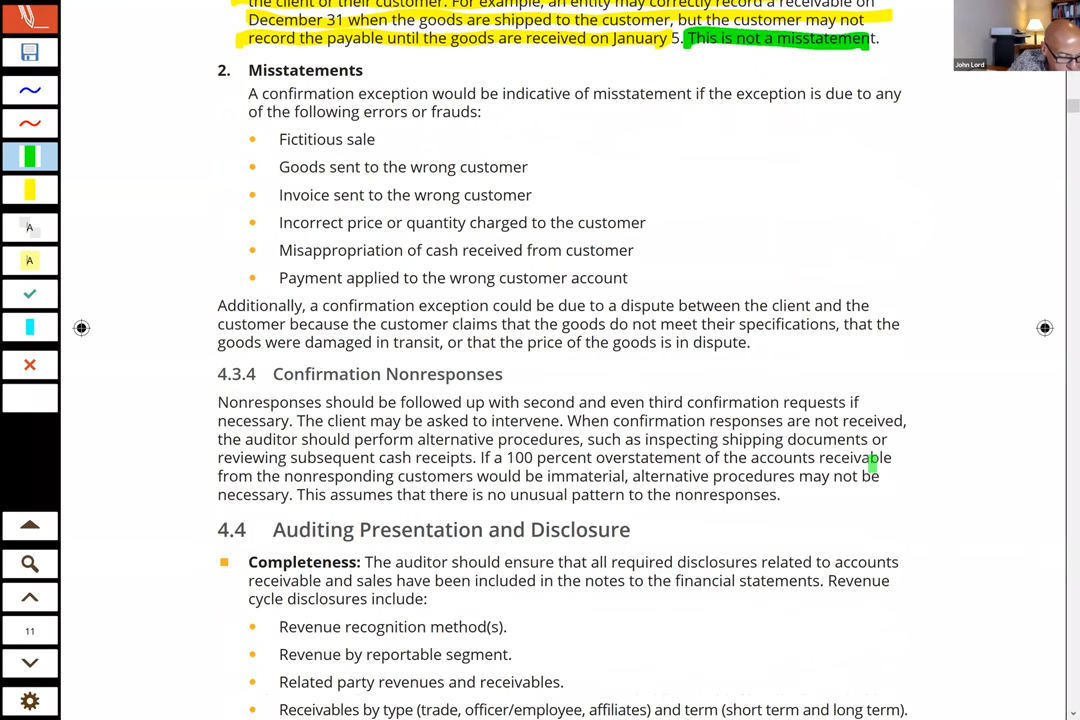 the client or their customer. For example, an entity may correctly record a receivable on
December 31 when the goods are shipped to the customer, but the customer may not
record the payable until the goods are received on January 5. This is not a misstatement.
John Lord
2. Misstatements
A confirmation exception would be indicative of misstatement if the exception is due to any
of the following errors or frauds:
• Fictitious sale
• Goods sent to the wrong customer
• Invoice sent to the wrong customer
• Incorrect price or quantity charged to the customer
• Misappropriation of cash received from customer
• Payment applied to the wrong customer account
Additionally, a confirmation exception could be due to a dispute between the client and the
customer because the customer claims that the goods do not meet their specifications, that the
goods were damaged in transit, or that the price of the goods is in dispute.
4.3.4 Confirmation Nonresponses
Nonresponses should be followed up with second and even third confirmation requests if
necessary. The client may be asked to intervene. When confirmation responses are not received,
the auditor should perform alternative procedures, such as inspecting shipping documents or
reviewing subsequent cash receipts. If a 100 percent overstatement of the accounts receivable
from the nonresponding customers would be immaterial, alternative procedures may not be
necessary. This assumes that there is no unusual pattern to the nonresponses.
4.4 Auditing Presentation and Disclosure
Completeness: The auditor should ensure that all required disclosures related to accounts
receivable and sales have been included in the notes to the financial statements. Revenue
cycle disclosures include:
• Revenue recognition method(s).
• Revenue by reportable segment.
• Related party revenues and receivables.
• Receivables by type (trade, officer/employee, affiliates) and term (short term and long term).
A
A
11